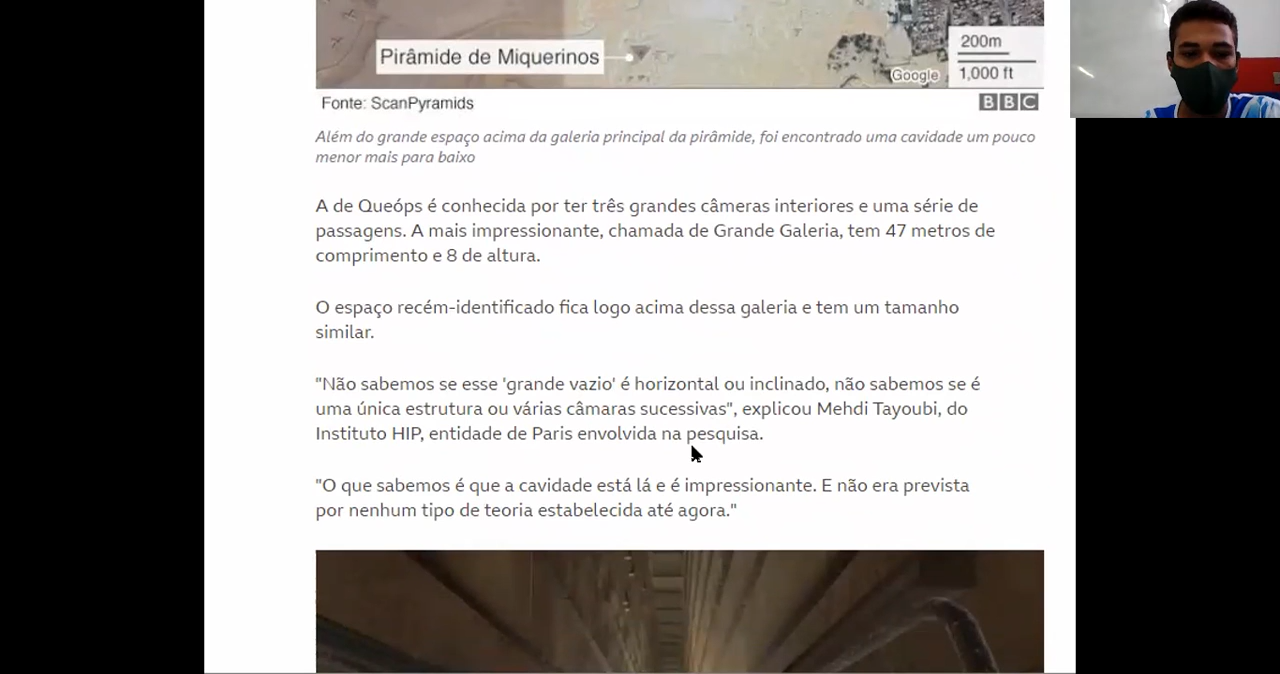 Pirâmide de Miquerinos
200m
Google
1,000 ft
Fonte: ScanPyramids
BBC
Além do grande espaço acima da galeria principal da pirâmide, foi encontrado uma cavidade um pouco
menor mais para baixo
A de Queóps é conhecida por ter três grandes câmeras interiores e uma série de
passagens. A mais impressionante, chamada de Grande Galeria, tem 47 metros de
comprimento e 8 de altura.
O espaço recém-identificado fica logo acima dessa galeria e tem um tamanho
similar.
"Não sabemos se esse 'grande vazio' é horizontal ou inclinado, não sabemos se é
uma única estrutura ou várias câmaras sucessivas", explicou Mehdi Tayoubi, do
Instituto HIP, entidade de Paris envolvida na pesquisa.
"O que sabemos é que a cavidade está lá e é impressionante. E não era prevista
por nenhum tipo de teoria estabelecida até agora."